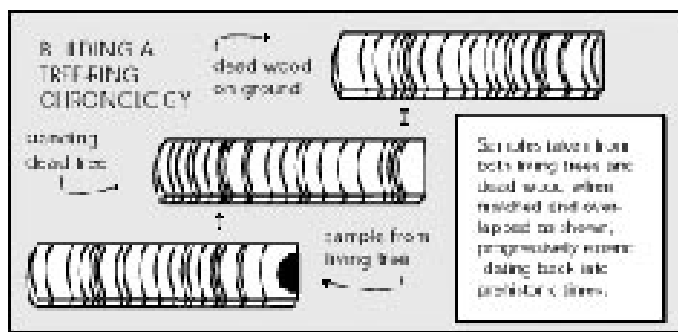 BUILDING A
TREE-RING
CHRONOLOGY
dead wood
on ground
standing
dead tree
sample from
living tree
Samples taken from
both living trees and
dead wood, when
matched and over-
lapped as shown,
progressively extend
dating back into
prehistoric times.